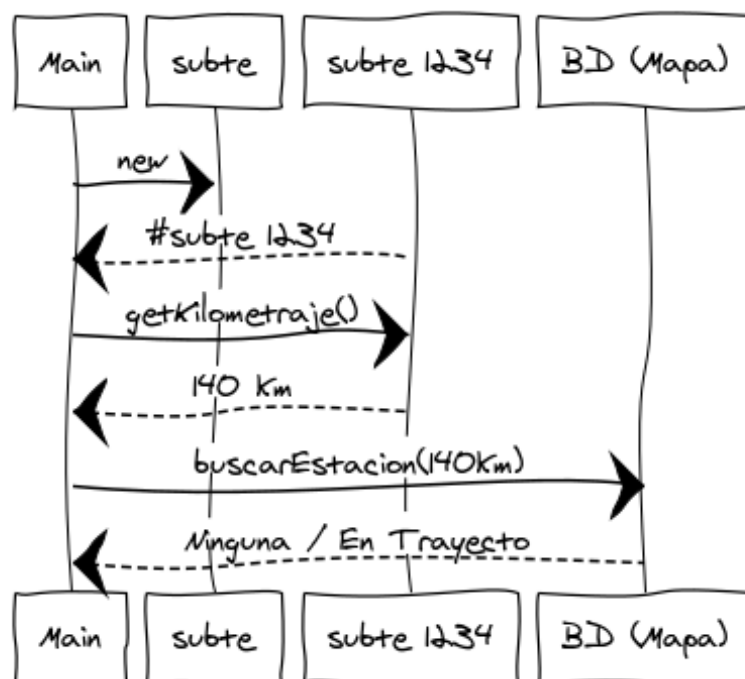 Main subte subte 1234 BD (Mapa)
new
#subte 1234
getKilometraje()
140 Km
buscarEstacion(140Km)
Ninguna / En Trayecto
Main subte subte 1234 BD (Mapa)